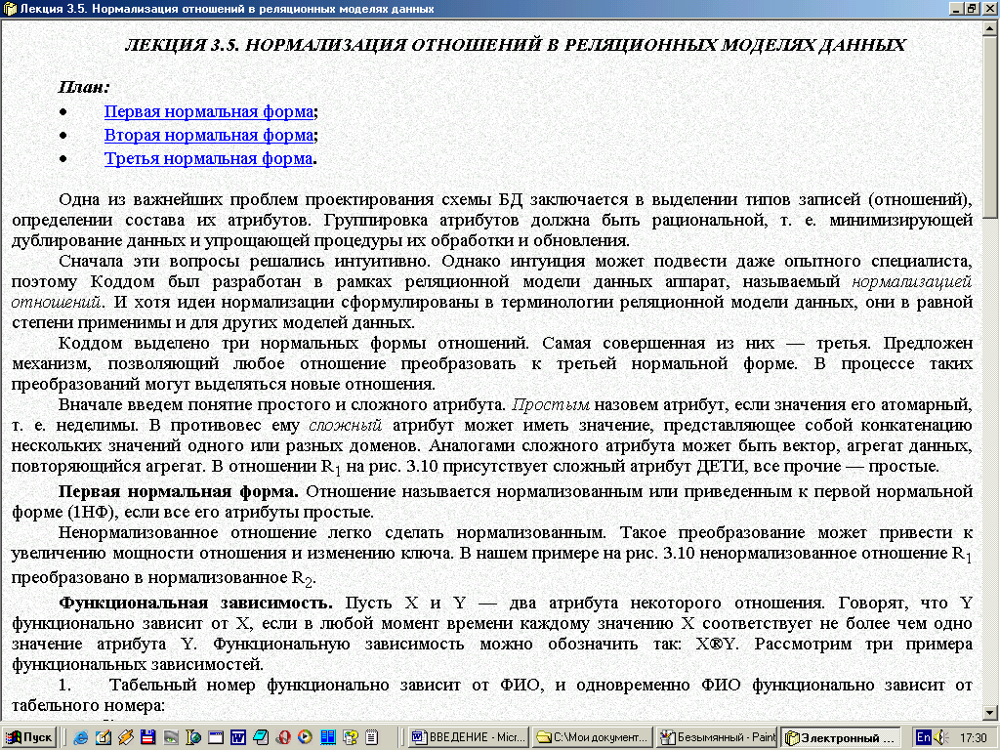 Лекция 3.5. Нормализация отношений в реляционных моделях данных
ЛЕКЦИЯ 3.5. НОРМАЛИЗАЦИЯ ОТНОШЕНИЙ В РЕЛЯЦИОННЫХ МОДЕЛЯХ ДАННЫХ
План:
• Первая нормальная форма;
• Вторая нормальная форма;
• Третья нормальная форма.
Одна из важнейших проблем проектирования схемы БД заключается в выделении типов записей (отношений),
определении состава их атрибутов. Группировка атрибутов должна быть рациональной, т. е. минимизирующей
дублирование данных и упрощающей процедуры их обработки и обновления.
Сначала эти вопросы решались интуитивно. Однако интуиция может подвести даже опытного специалиста,
поэтому Коддом был разработан в рамках реляционной модели данных аппарат, называемый нормализацией
отношений. И хотя идеи нормализации сформулированы в терминологии реляционной модели данных, они в равной
степени применимы и для других моделей данных.
Коддом выделено три нормальных формы отношений. Самая совершенная из них — третья. Предложен
механизм, позволяющий любое отношение преобразовать к третьей нормальной форме. В процессе таких
преобразований могут выделяться новые отношения.
Вначале введем понятие простого и сложного атрибута. Простым назовем атрибут, если значения его атомарный,
т. е. неделимы. В противовес ему сложный атрибут может иметь значение, представляющее собой конкатенацию
нескольких значений одного или разных доменов. Аналогами сложного атрибута может быть вектор, агрегат данных,
повторяющийся агрегат. В отношении R1 на рис. 3.10 присутствует сложный атрибут ДЕТИ, все прочие — простые.
Первая нормальная форма. Отношение называется нормализованным или приведенным к первой нормальной
форме (1НФ), если все его атрибуты простые.
Ненормализованное отношение легко сделать нормализованным. Такое преобразование может привести к
увеличению мощности отношения и изменению ключа. В нашем примере на рис. 3.10 ненормализованное отношение R1
преобразовано в нормализованное R2.
Функциональная зависимость. Пусть X и Y — два атрибута некоторого отношения. Говорят, что Y
функционально зависит от X, если в любой момент времени каждому значению X соответствует не более чем одно
значение атрибута Y. Функциональную зависимость можно обозначить так: X®Y. Рассмотрим три примера
функциональных зависимостей.
1. Табельный номер функционально зависит от ФИО, и одновременно ФИО функционально зависит от
табельного номера:
Пуск ВВЕДЕНИЕ - Micr... C:\Мои документ... Безымянный - Paint Электронный ... En 17:30